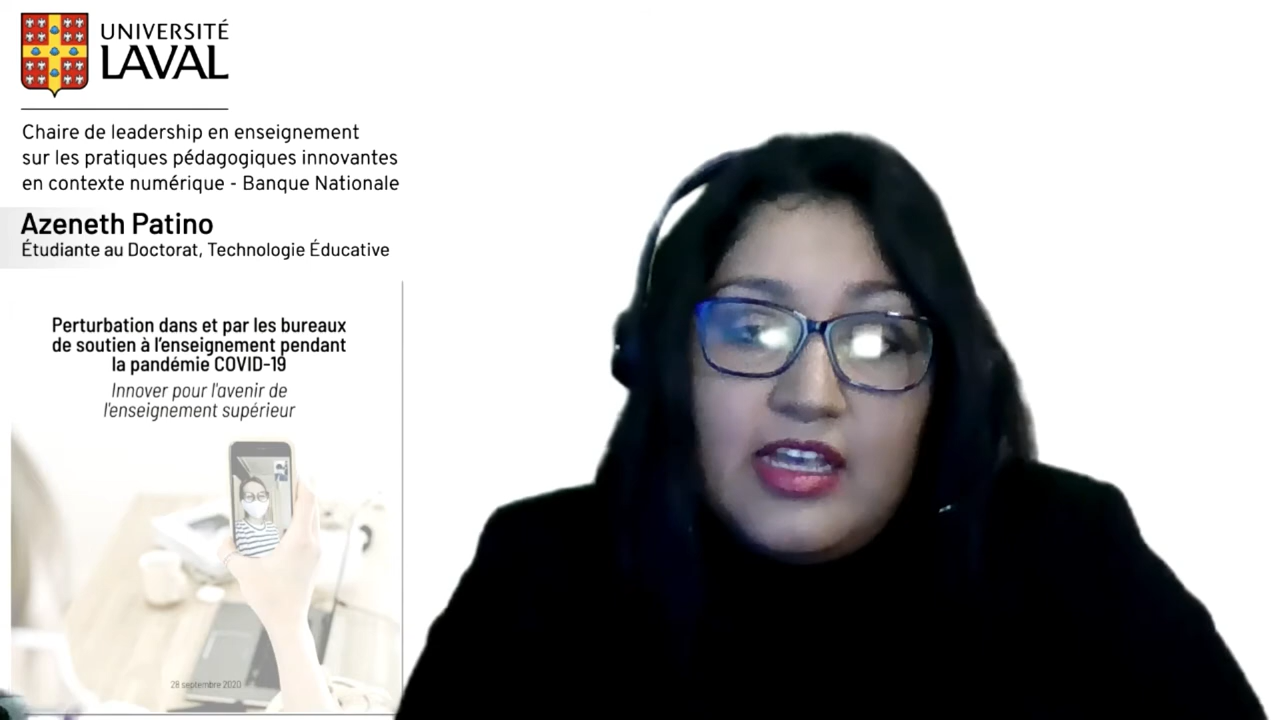 UNIVERSITÉ
LAVAL
Chaire de leadership en enseignement
sur les pratiques pédagogiques innovantes
en contexte numérique - Banque Nationale
Azeneth Patino
Étudiante au Doctorat, Technologie Éducative
Perturbation dans et par les bureaux
de soutien à l'enseignement pendant
la pandémie COVID-19
Innover pour l'avenir de
l'enseignement supérieur
28 septembre 2020